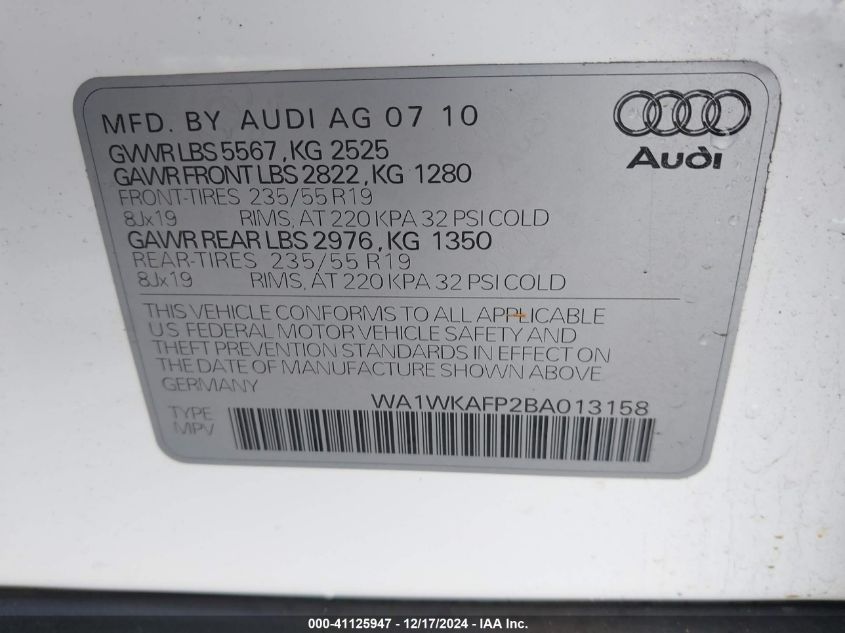 MFD. BY AUDI AG 07 10
GVWR LBS 5567, KG 2525
GAWR FRONT LBS 2822, KG 1280
FRONT-TIRES 235/55 R19
8Jx19 RIMS, AT 220 KPA 32 PSI COLD
GAWR REAR LBS 2976, KG 1350
REAR-TIRES 235/55 R19
8Jx19 RIMS, AT 220 KPA 32 PSI COLD
Audi
THIS VEHICLE CONFORMS TO ALL APPLICABLE
U.S. FEDERAL MOTOR VEHICLE SAFETY AND
THEFT PREVENTION STANDARDS IN EFFECT ON
THE DATE OF MANUFACTURE SHOWN ABOVE
GERMANY
WA1WKAFP2BA013158
TYPE
MPV
000-41125947 - 12/17/2024 - IAA Inc.